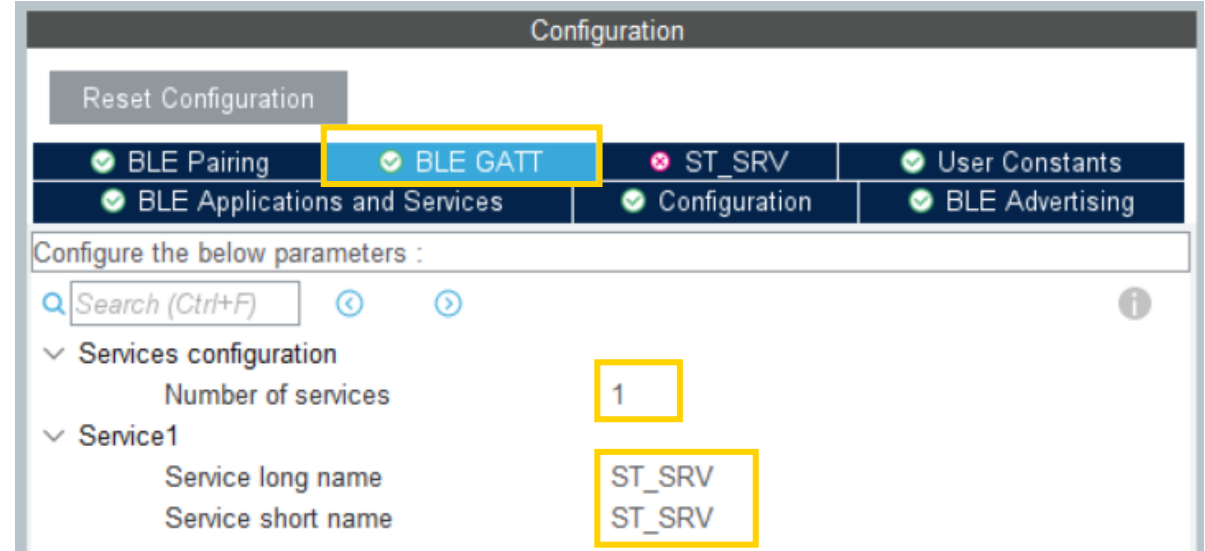 Configuration
Reset Configuration
BLE Pairing BLE GATT ST_SRV User Constants
BLE Applications and Services Configuration BLE Advertising
Configure the below parameters :
Search (Ctrl+F)
Services configuration
Number of services 1
Service1
Service long name ST_SRV
Service short name ST_SRV